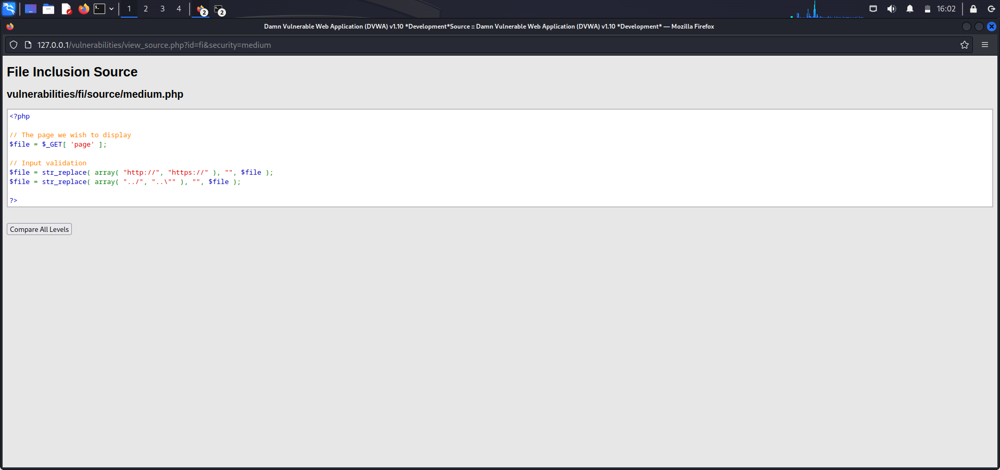 1 2 3 4 2 2 16:02
Damn Vulnerable Web Application (DVWA) v1.10 *Development*Source :: Damn Vulnerable Web Application (DVWA) v1.10 *Development* — Mozilla Firefox
127.0.0.1/vulnerabilities/view_source.php?id=fi&security=medium
File Inclusion Source
vulnerabilities/fi/source/medium.php
<?php
// The page we wish to display
$file = $_GET[ 'page' ];
// Input validation
$file = str_replace( array( "http://", "https://" ), "", $file );
$file = str_replace( array( "../", "..\"" ), "", $file );
?>
Compare All Levels